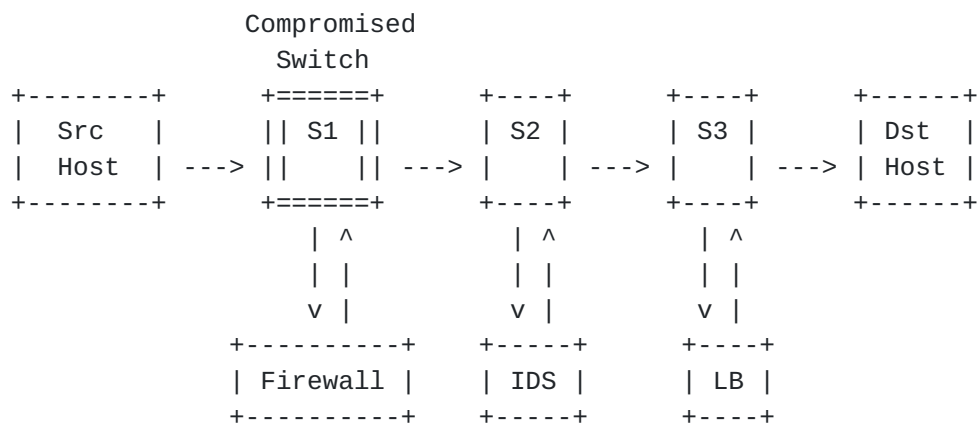 Compromised
Switch
+--------+ +======+ +----+ +----+ +------+
| Src | || S1 || | S2 | | S3 | | Dst |
| Host | ---> || || ---> | | ---> | | ---> | Host |
+--------+ +======+ +----+ +----+ +------+
| ^ | ^ | ^
| | | | | |
v | v | v |
+----------+ +-----+ +----+
| Firewall | | IDS | | LB |
+----------+ +-----+ +----+